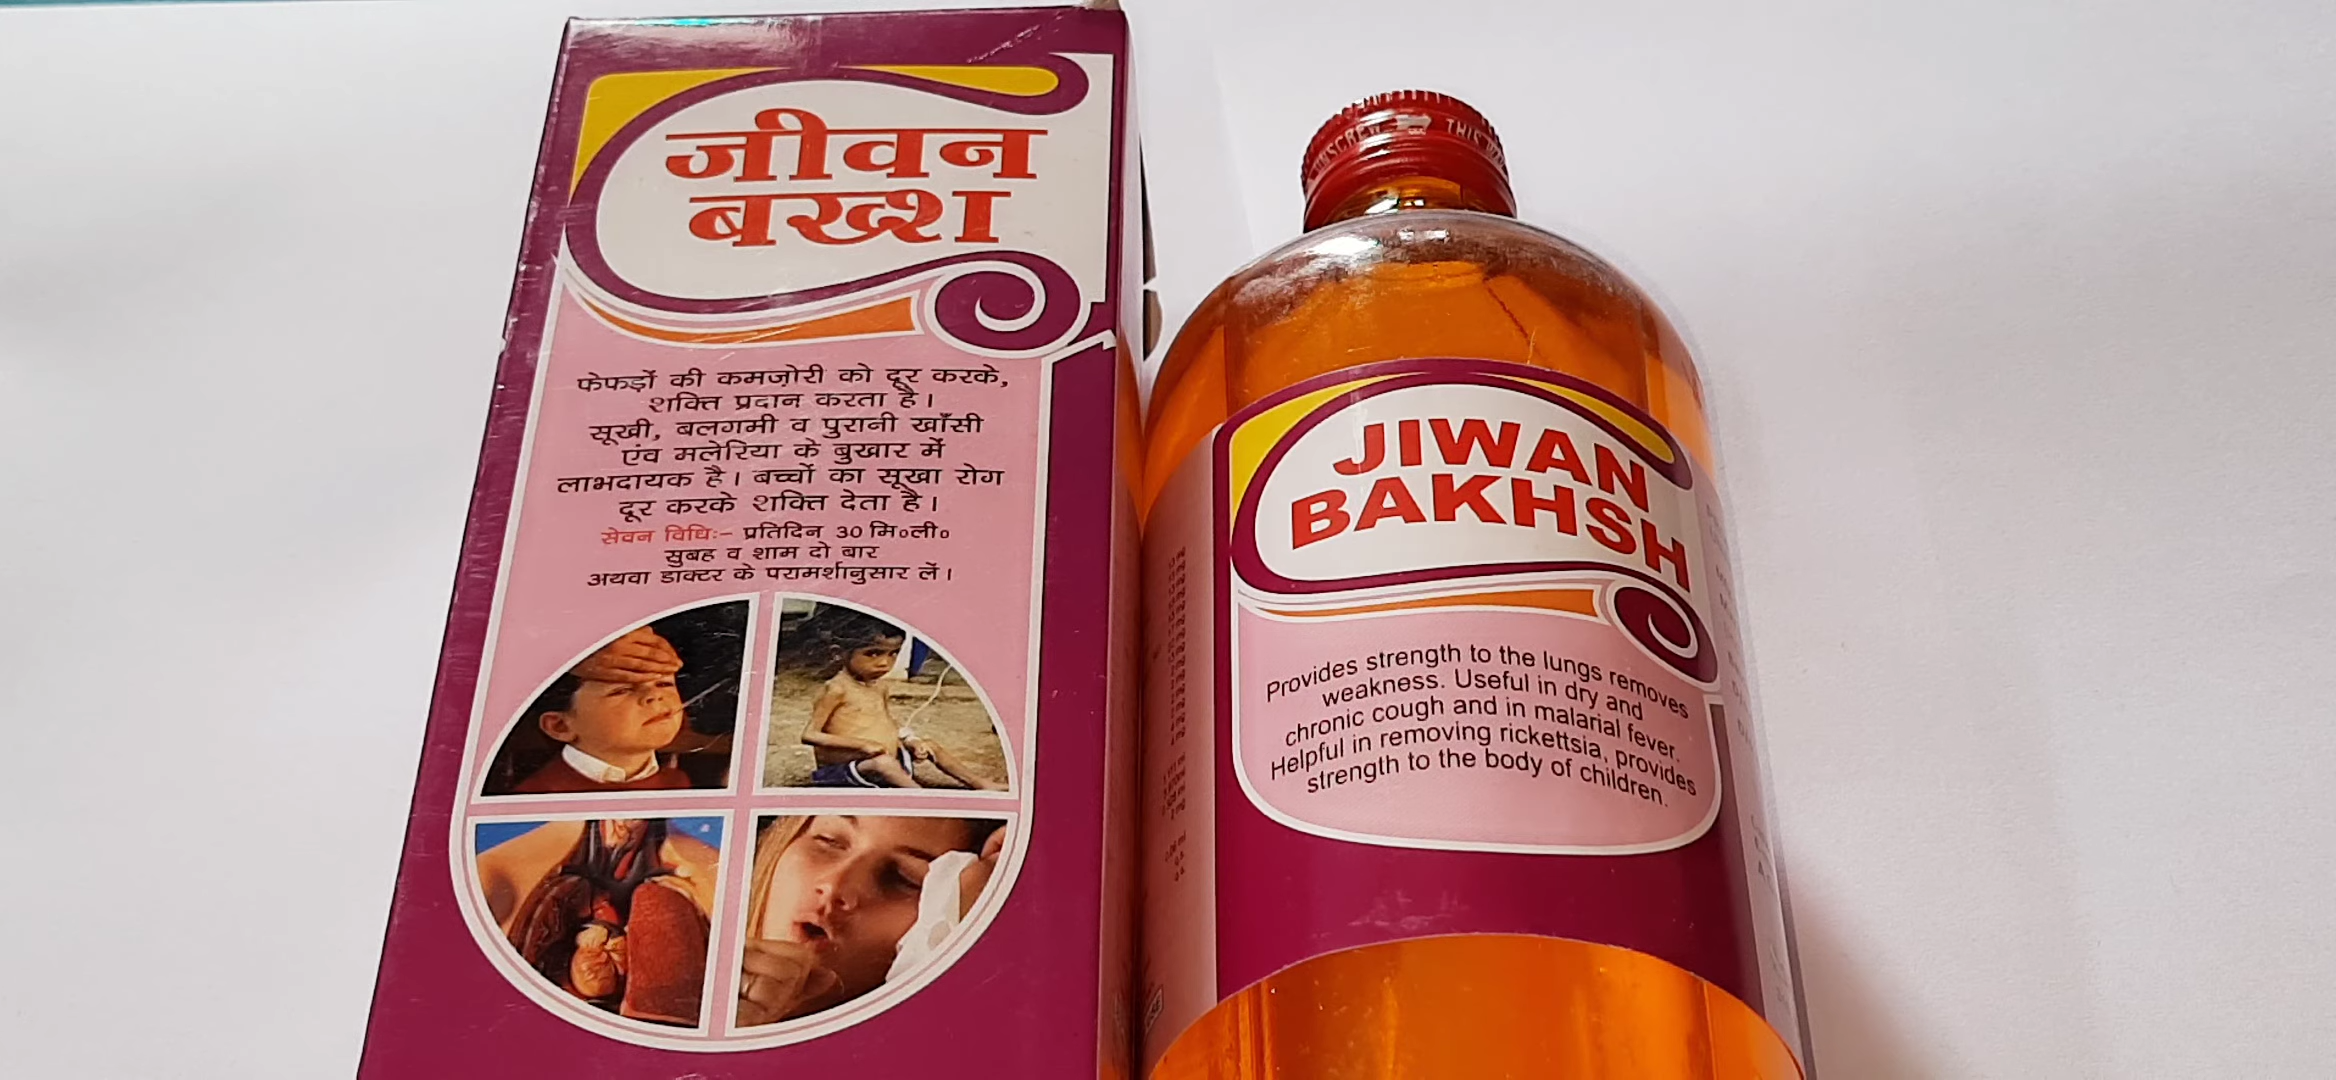 जीवन
बख्श
फेफड़ों की कमज़ोरी को दूर करके,
शक्ति प्रदान करता है।
सूखी, बलगमी व पुरानी खाँसी
एंव मलेरिया के बुखार में
लाभदायक है। बच्चों का सूखा रोग
दूर करके शक्ति देता है।
सेवन विधिः– प्रतिदिन 30 मि०ली०
सुबह व शाम दो बार
अथवा डाक्टर के परामर्शानुसार लें।
UNSCREW THIS
JIWAN
BAKHSH
Provides strength to the lungs removes
weakness. Useful in dry and
chronic cough and in malarial fever.
Helpful in removing rickettsia, provides
strength to the body of children.